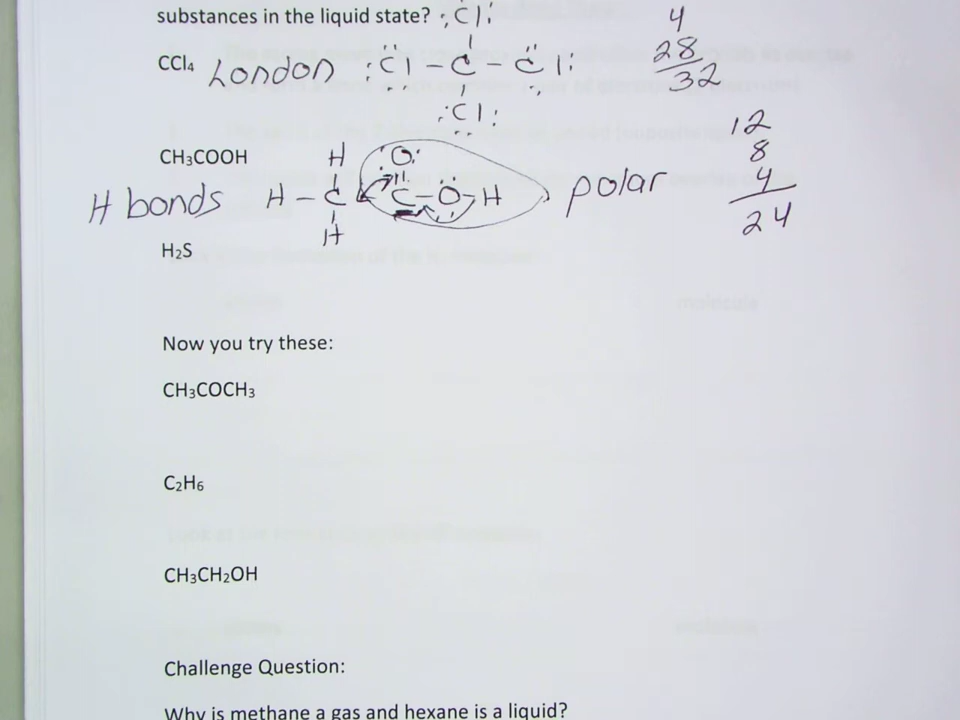 substances in the liquid state? :Cl:
CCl₄ London :Cl – C – Cl:
:Cl:
4
28
32
CH₃COOH
H bonds
H :O:
H – C – C – O – H
H
polar
12
8
4
24
H₂S
Now you try these:
CH₃COCH₃
C₂H₆
CH₃CH₂OH
Challenge Question:
Why is methane a gas and hexane is a liquid?